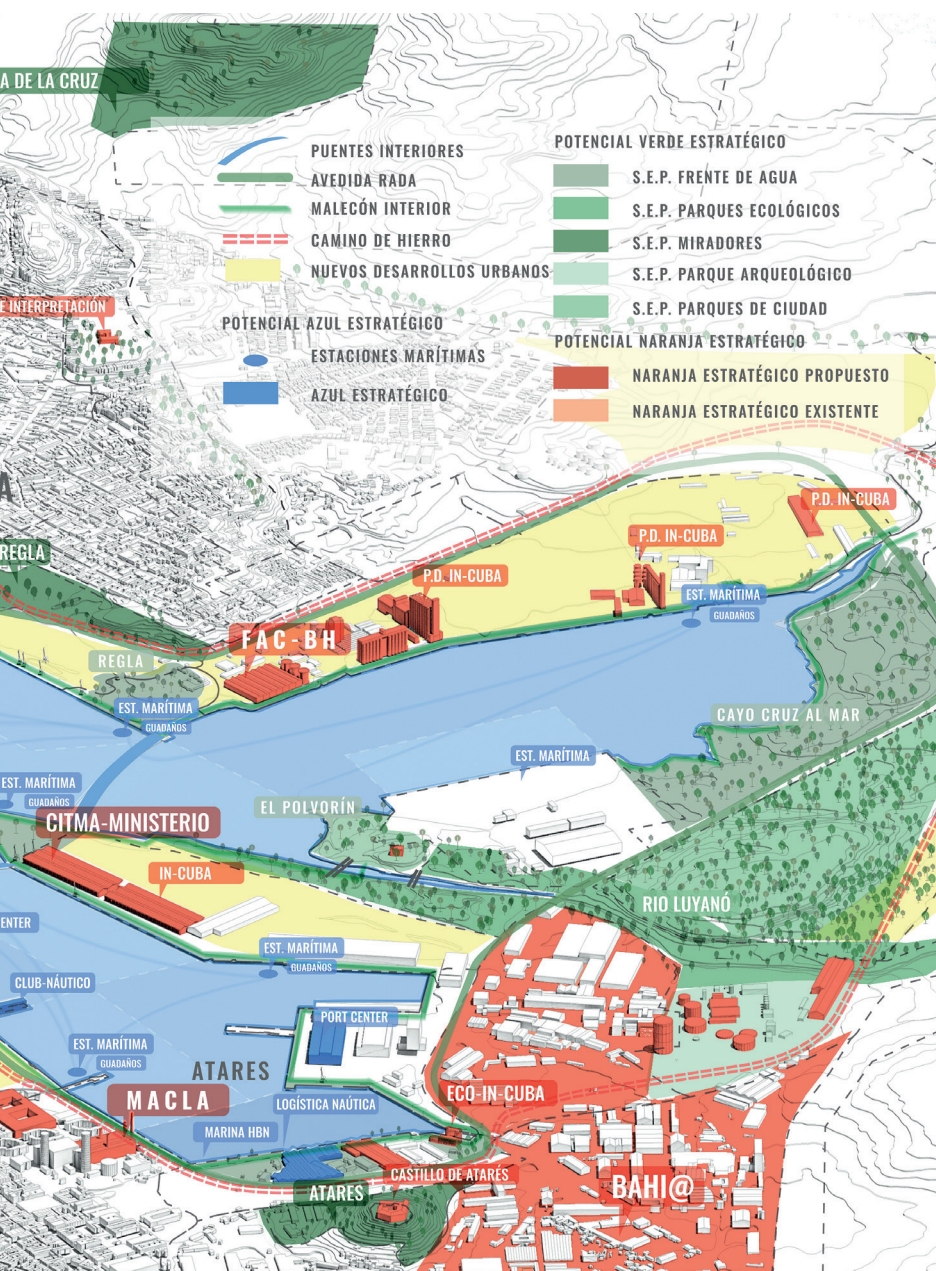 A DE LA CRUZ
PUENTES INTERIORES
AVEDIDA RADA
MALECÓN INTERIOR
CAMINO DE HIERRO
NUEVOS DESARROLLOS URBANOS
POTENCIAL AZUL ESTRATÉGICO
ESTACIONES MARÍTIMAS
AZUL ESTRATÉGICO
POTENCIAL VERDE ESTRATÉGICO
S.E.P. FRENTE DE AGUA
S.E.P. PARQUES ECOLÓGICOS
S.E.P. MIRADORES
S.E.P. PARQUE ARQUEOLÓGICO
S.E.P. PARQUES DE CIUDAD
POTENCIAL NARANJA ESTRATÉGICO
NARANJA ESTRATÉGICO PROPUESTO
NARANJA ESTRATÉGICO EXISTENTE
E INTERPRETACIÓN
A
P.D. IN-CUBA
P.D. IN-CUBA
REGLA
P.D. IN-CUBA
EST. MARÍTIMA
GUADAÑOS
FAC-BH
REGLA
EST. MARÍTIMA
GUADAÑOS
CAYO CRUZ AL MAR
EST. MARÍTIMA
EST. MARÍTIMA
GUADAÑOS
EL POLVORÍN
CITMA-MINISTERIO
IN-CUBA
RIO LUYANÓ
ENTER
EST. MARÍTIMA
GUADAÑOS
CLUB-NÁUTICO
PORT CENTER
EST. MARÍTIMA
GUADAÑOS
ATARES
MACLA
LOGÍSTICA NAÚTICA
ECO-IN-CUBA
MARINA HBN
CASTILLO DE ATARÉS
ATARES
BAHI@